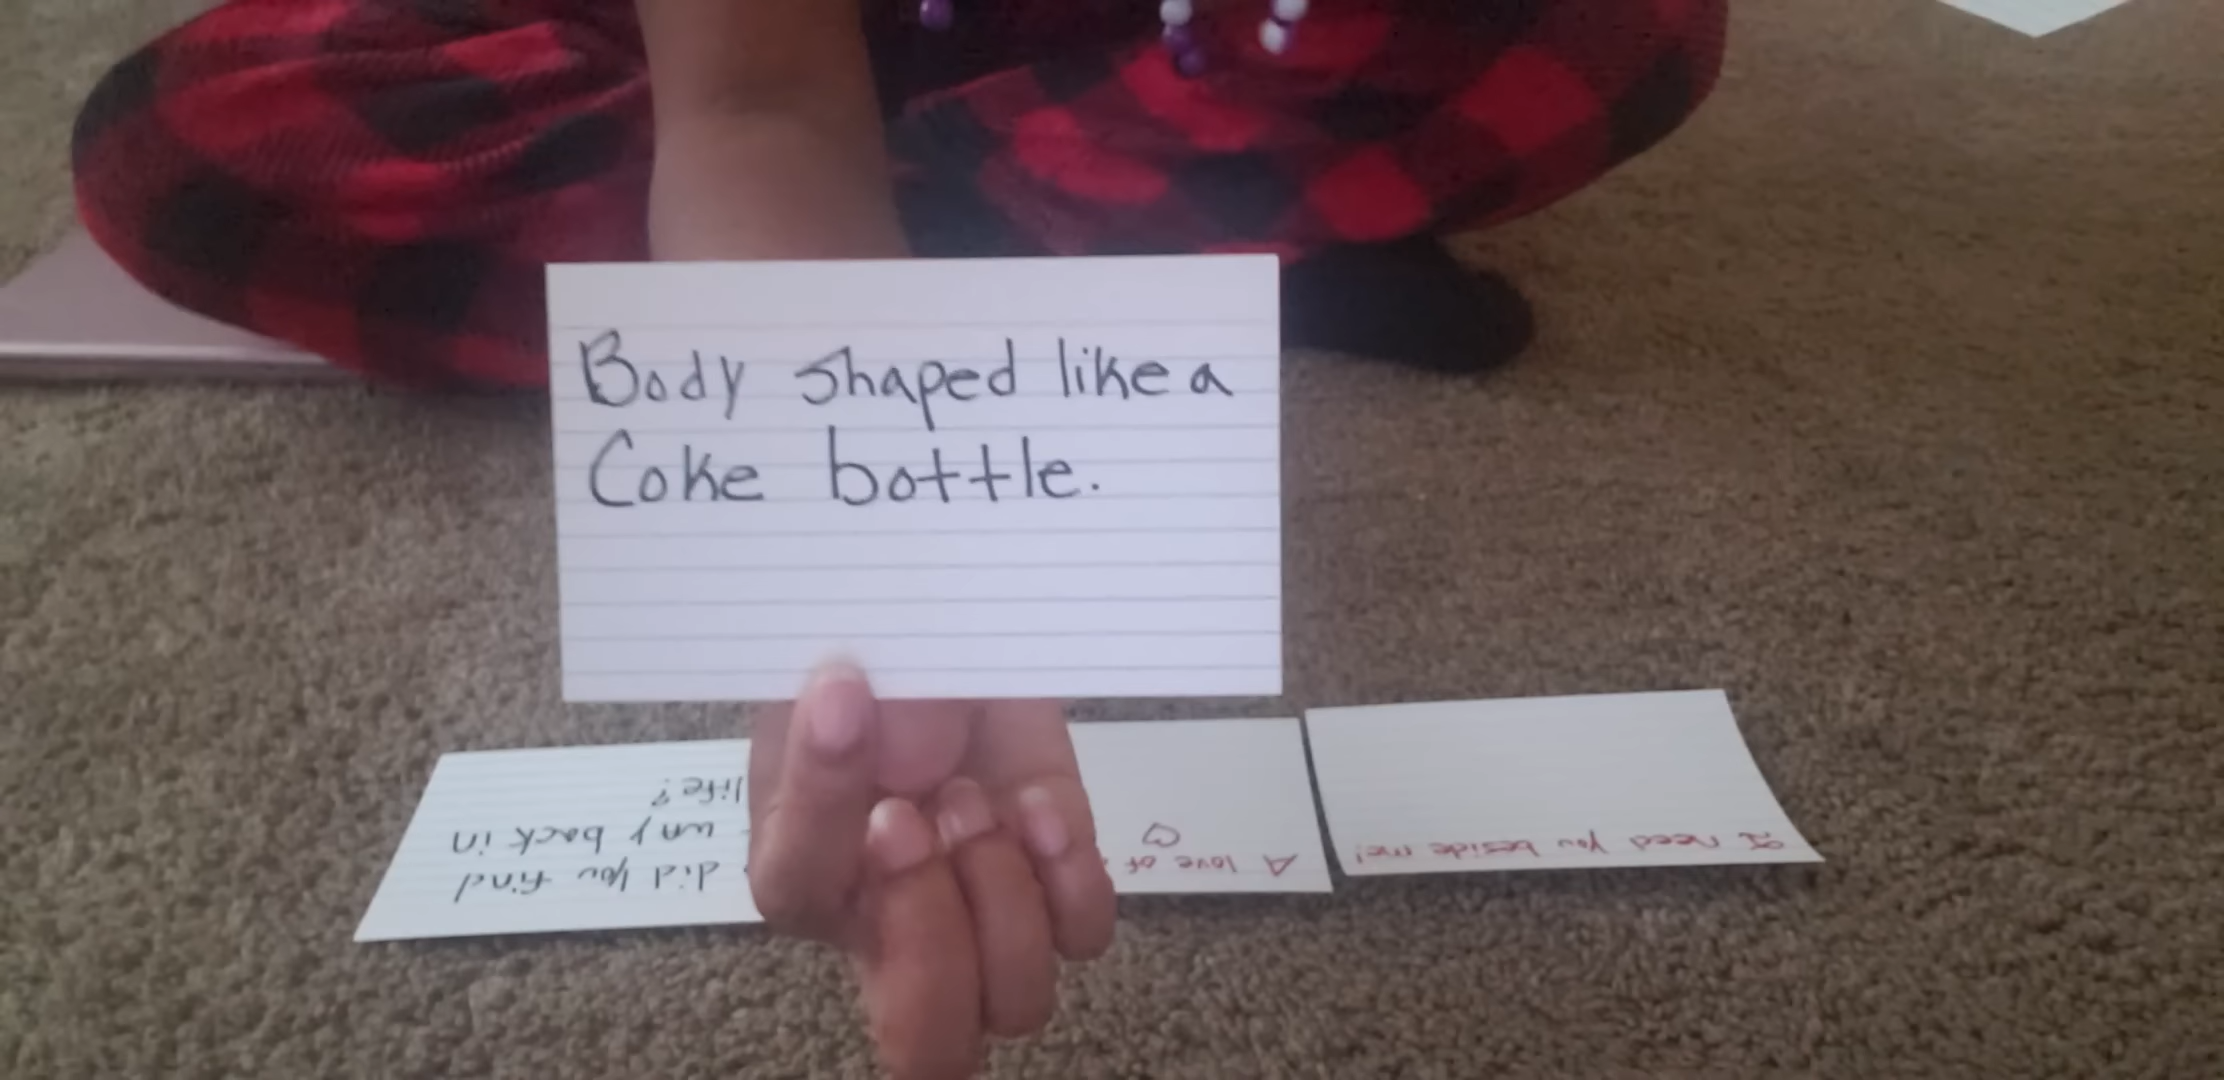 Body shaped like a
Coke bottle.
did you find
way back in
life?
A love of
I need you beside me!